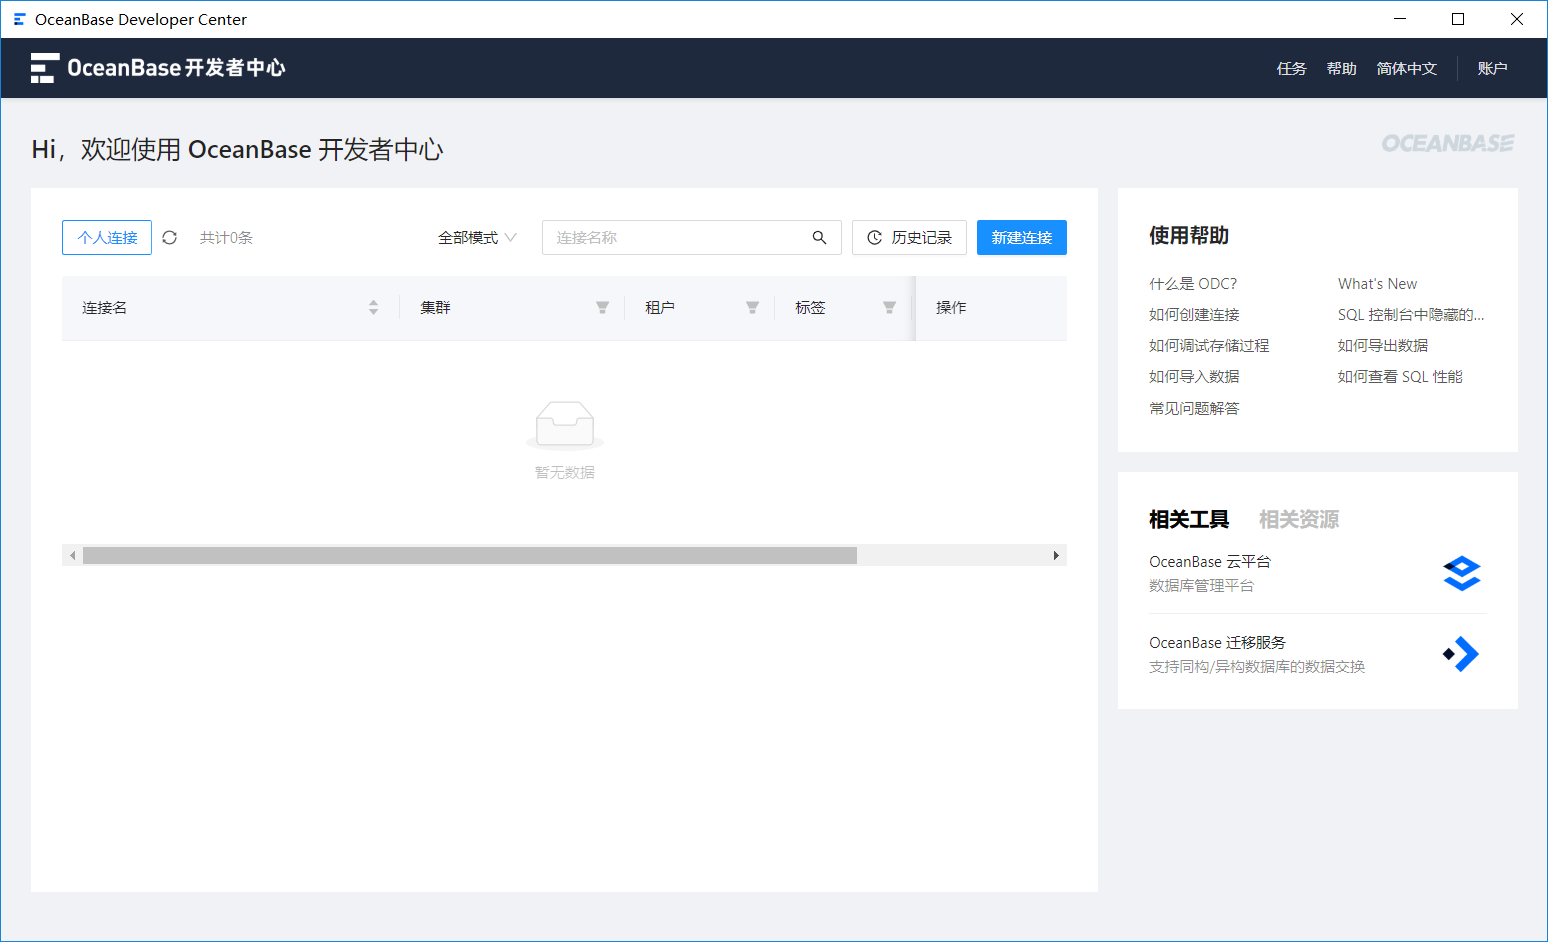 OceanBase Developer Center
OceanBase 开发者中心
任务 帮助 简体中文 账户
Hi，欢迎使用 OceanBase 开发者中心
OCEANBASE
个人连接 共计0条 全部模式 连接名称 历史记录 新建连接
连接名 集群 租户 标签 操作
暂无数据
使用帮助
什么是 ODC? What's New
如何创建连接 SQL 控制台中隐藏的...
如何调试存储过程 如何导出数据
如何导入数据 如何查看 SQL 性能
常见问题解答
相关工具 相关资源
OceanBase 云平台
数据库管理平台
OceanBase 迁移服务
支持同构/异构数据库的数据交换